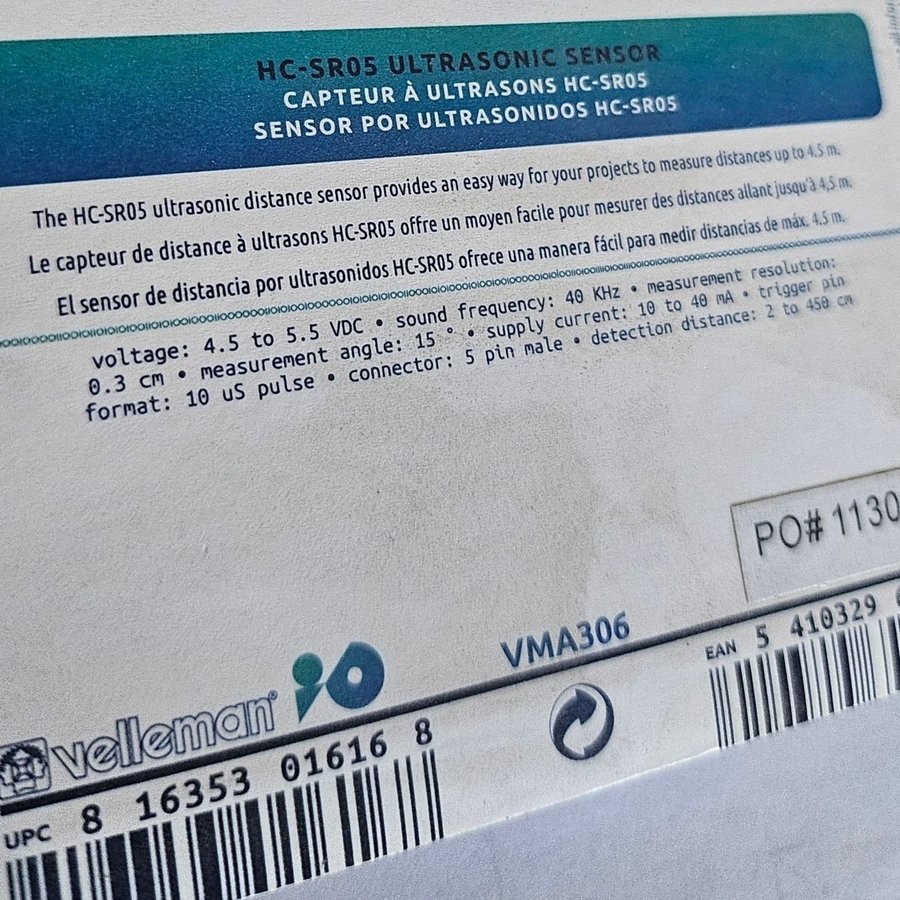 HC-SR05 ULTRASONIC SENSOR
CAPTEUR À ULTRASONS HC-SR05
SENSOR POR ULTRASONIDOS HC-SR05
The HC-SR05 ultrasonic distance sensor provides an easy way for your projects to measure distances up to 4.5 m.
Le capteur de distance à ultrasons HC-SR05 offre un moyen facile pour mesurer des distances allant jusqu'à 4,5 m.
El sensor de distancia por ultrasonidos HC-SR05 ofrece una manera fácil para medir distancias de máx. 4.5 m.
voltage: 4.5 to 5.5 VDC • sound frequency: 40 KHz • measurement resolution:
0.3 cm • measurement angle: 15 ° • supply current: 10 to 40 mA • trigger pin
format: 10 uS pulse • connector: 5 pin male • detection distance: 2 to 450 cm
PO# 1130
VMA306
EAN 5 410329
velleman®
UPC 8 16353 01616 8